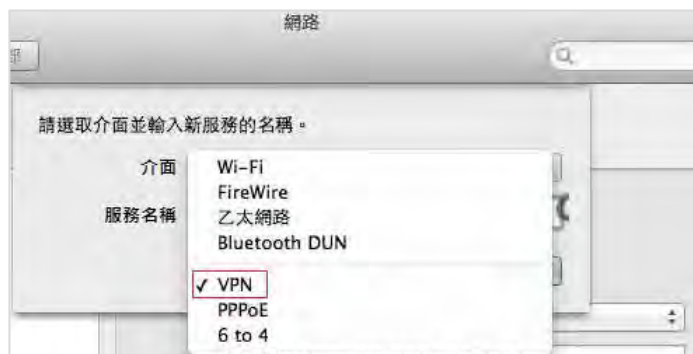 網路
部
請選取介面並輸入新服務的名稱。
介面
Wi-Fi
FireWire
服務名稱
乙太網路
Bluetooth DUN
✓ VPN
PPPoE
6 to 4